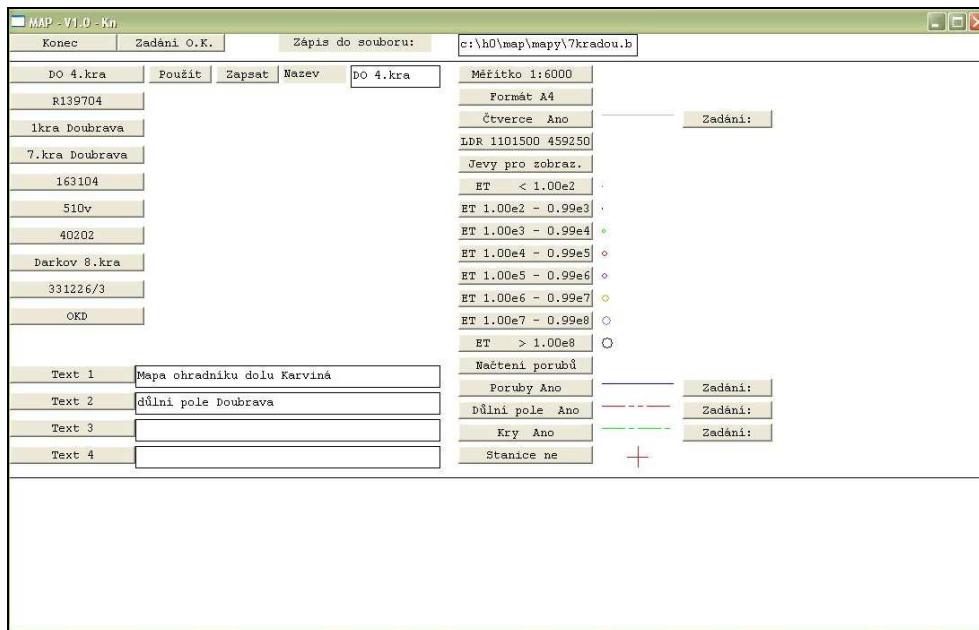 MAP - V1.0 - Kn
Konec Zadání O.K. Zápis do souboru: c:\h0\map\mapy\7kradou.b
DO 4.kra Použít Zapsat Nazev DO 4.kra Měřítko 1:6000
R139704 Formát A4
1kra Doubrava Čtverce Ano Zadání:
LDR 1101500 459250
7.kra Doubrava Jevy pro zobraz.
163104 ET < 1.00e2
510v ET 1.00e2 - 0.99e3
40202 ET 1.00e3 - 0.99e4
Darkov 8.kra ET 1.00e4 - 0.99e5
331226/3 ET 1.00e5 - 0.99e6
ET 1.00e6 - 0.99e7
OKD ET 1.00e7 - 0.99e8
ET > 1.00e8
Načtení porubů
Text 1 Mapa ohradníku dolu Karviná
Poruby Ano Zadání:
Text 2 důlní pole Doubrava
Důlní pole Ano Zadání:
Text 3 Kry Ano Zadání:
Text 4 Stanice ne